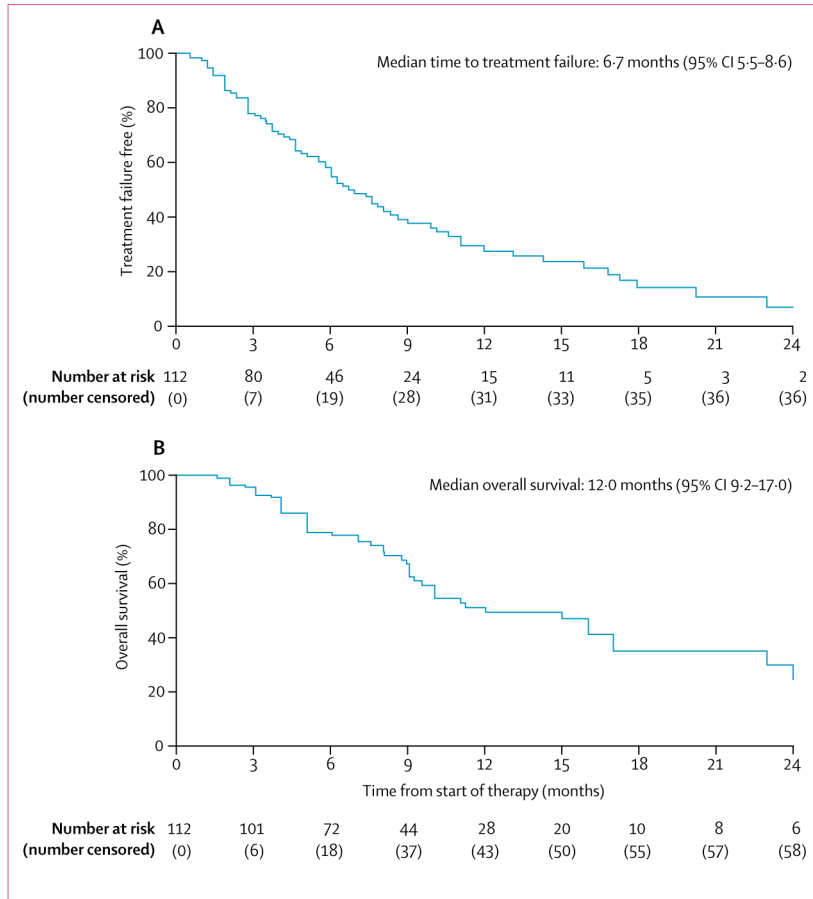 A
Median time to treatment failure: 6·7 months (95% CI 5·5–8·6)
Treatment failure free (%)
100
80
60
40
20
0
0 3 6 9 12 15 18 21 24
Number at risk 112 80 46 24 15 11 5 3 2
(number censored) (0) (7) (19) (28) (31) (33) (35) (36) (36)
B
Median overall survival: 12·0 months (95% CI 9·2–17·0)
Overall survival (%)
100
80
60
40
20
0
0 3 6 9 12 15 18 21 24
Time from start of therapy (months)
Number at risk 112 101 72 44 28 20 10 8 6
(number censored) (0) (6) (18) (37) (43) (50) (55) (57) (58)